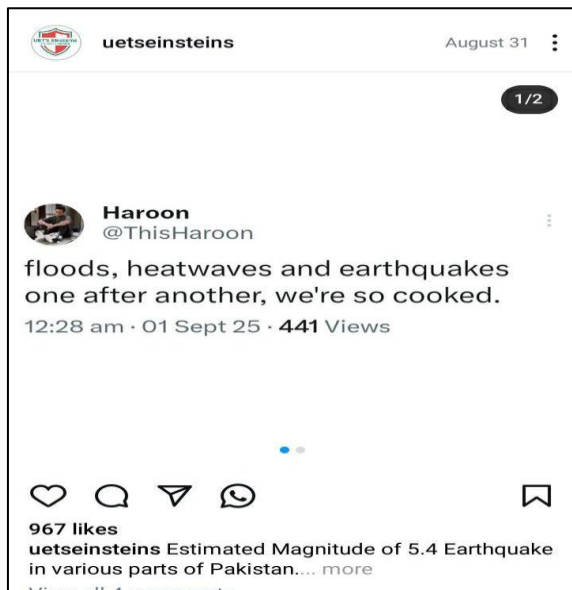 uetseinsteins
August 31
1/2
Haroon
@ThisHaroon
floods, heatwaves and earthquakes
one after another, we're so cooked.
12:28 am · 01 Sept 25 · 441 Views
967 likes
uetseinsteins Estimated Magnitude of 5.4 Earthquake
in various parts of Pakistan.... more